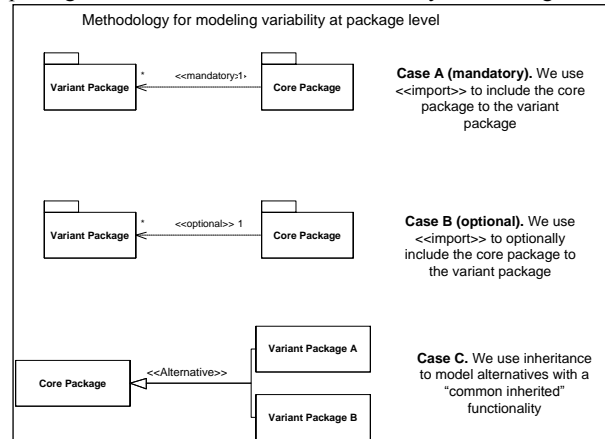 Methodology for modeling variability at package level
Variant Package
*
<<mandatory>>
1
Core Package
Case A (mandatory). We use
<<import>> to include the core
package to the variant
package
Variant Package
*
<<optional>> 1
Core Package
Case B (optional). We use
<<import>> to optionally
include the core package to
the variant package
Core Package
<<Alternative>>
Variant Package A
Variant Package B
Case C. We use inheritance
to model alternatives with a
“common inherited”
functionality